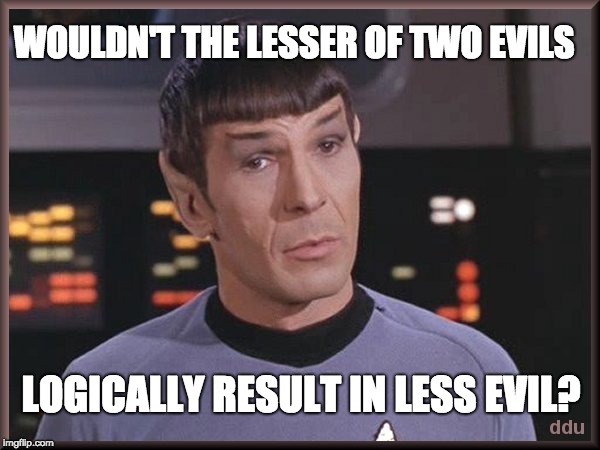 WOULDN'T THE LESSER OF TWO EVILS
LOGICALLY RESULT IN LESS EVIL?
ddu
imgflip.com